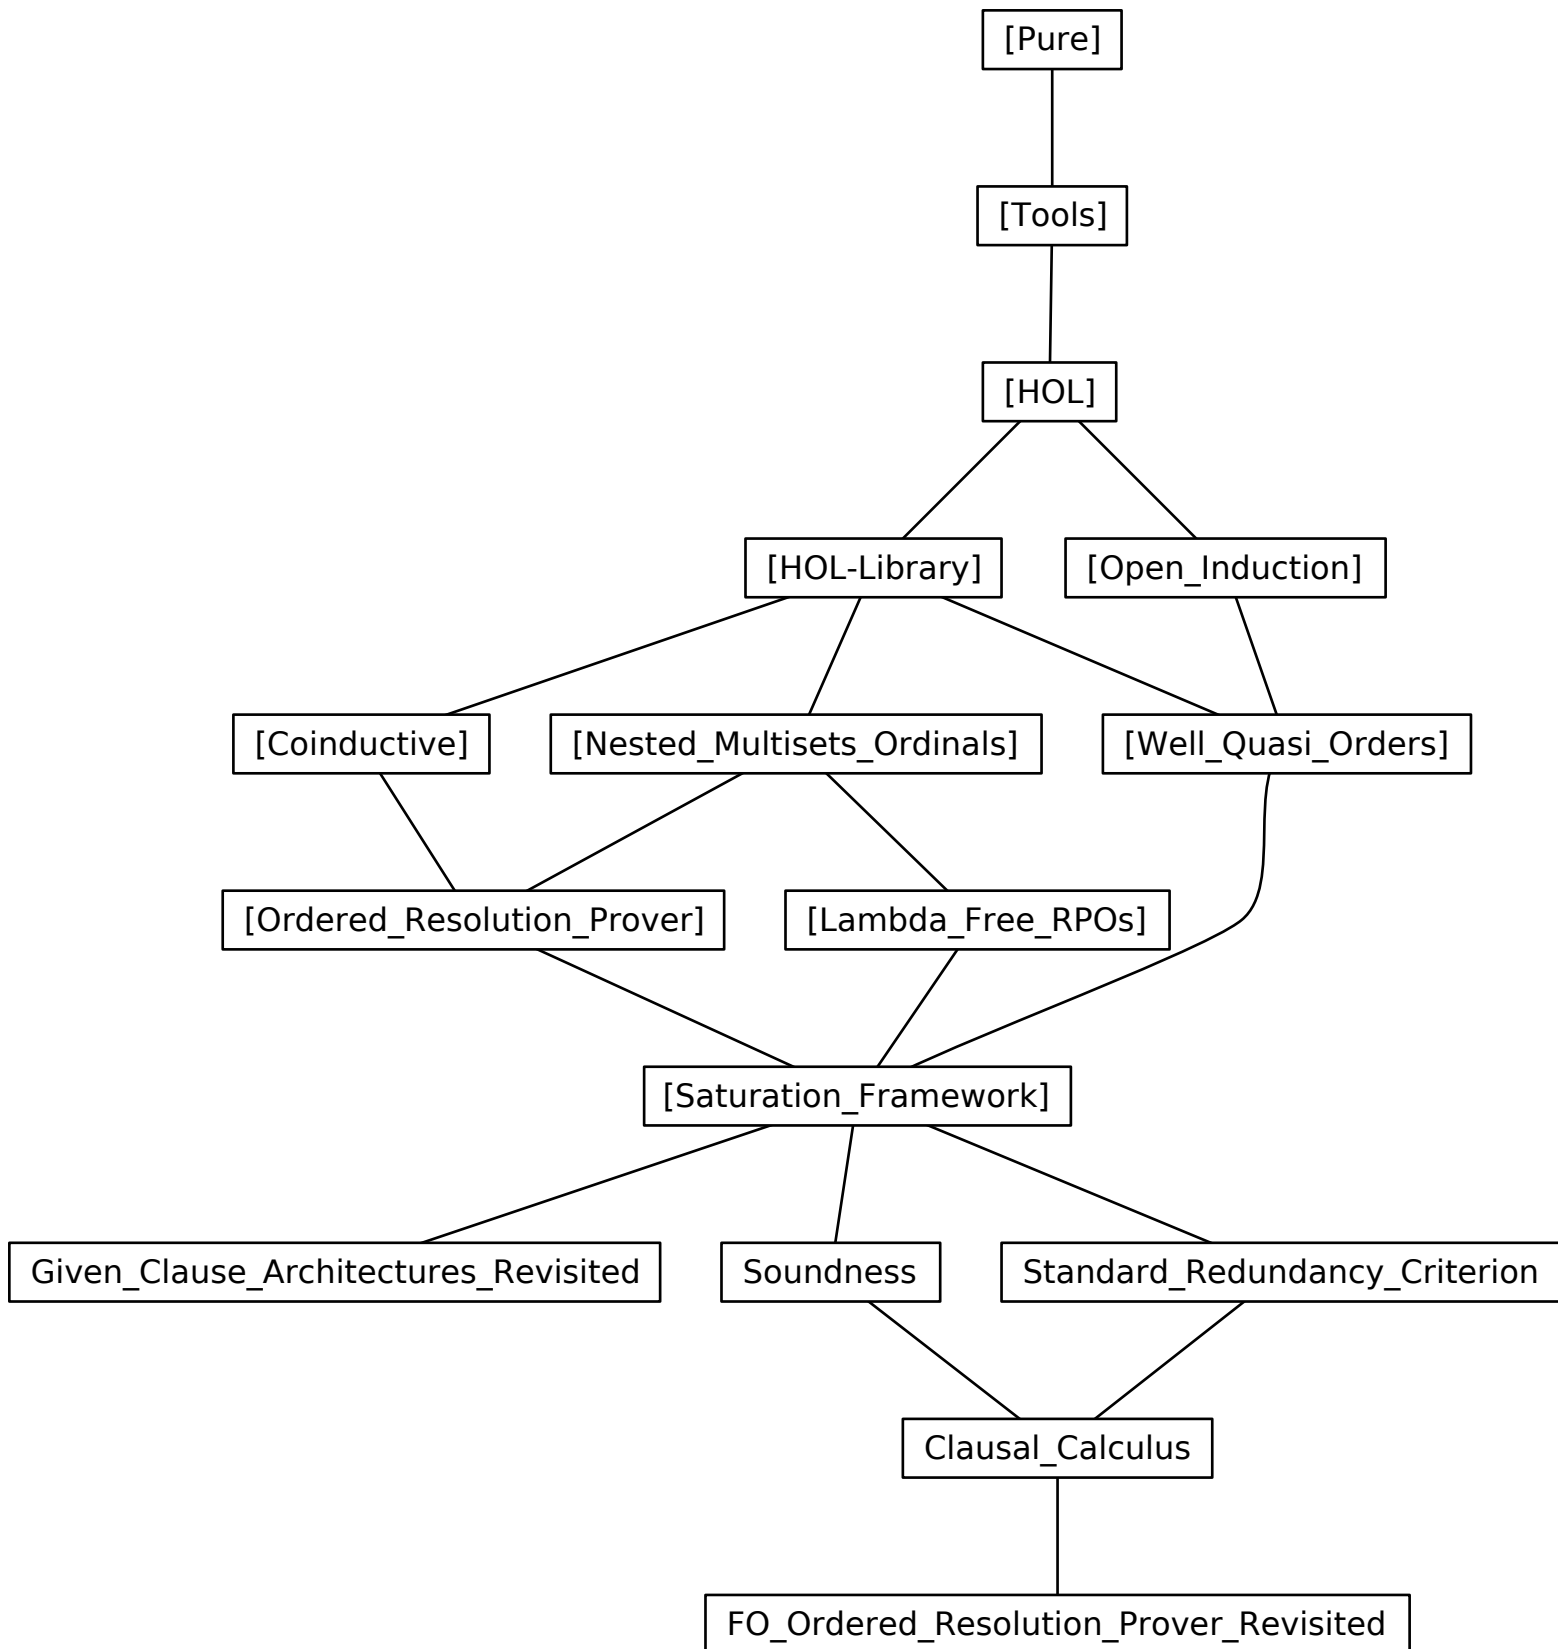 [Pure]
[Tools]
[HOL]
[HOL-Library]
[Open_Induction]
[Coinductive]
[Nested_Multisets_Ordinals]
[Well_Quasi_Orders]
[Ordered_Resolution_Prover]
[Lambda_Free_RPOs]
[Saturation_Framework]
Given_Clause_Architectures_Revisited
Soundness
Standard_Redundancy_Criterion
Clausal_Calculus
FO_Ordered_Resolution_Prover_Revisited